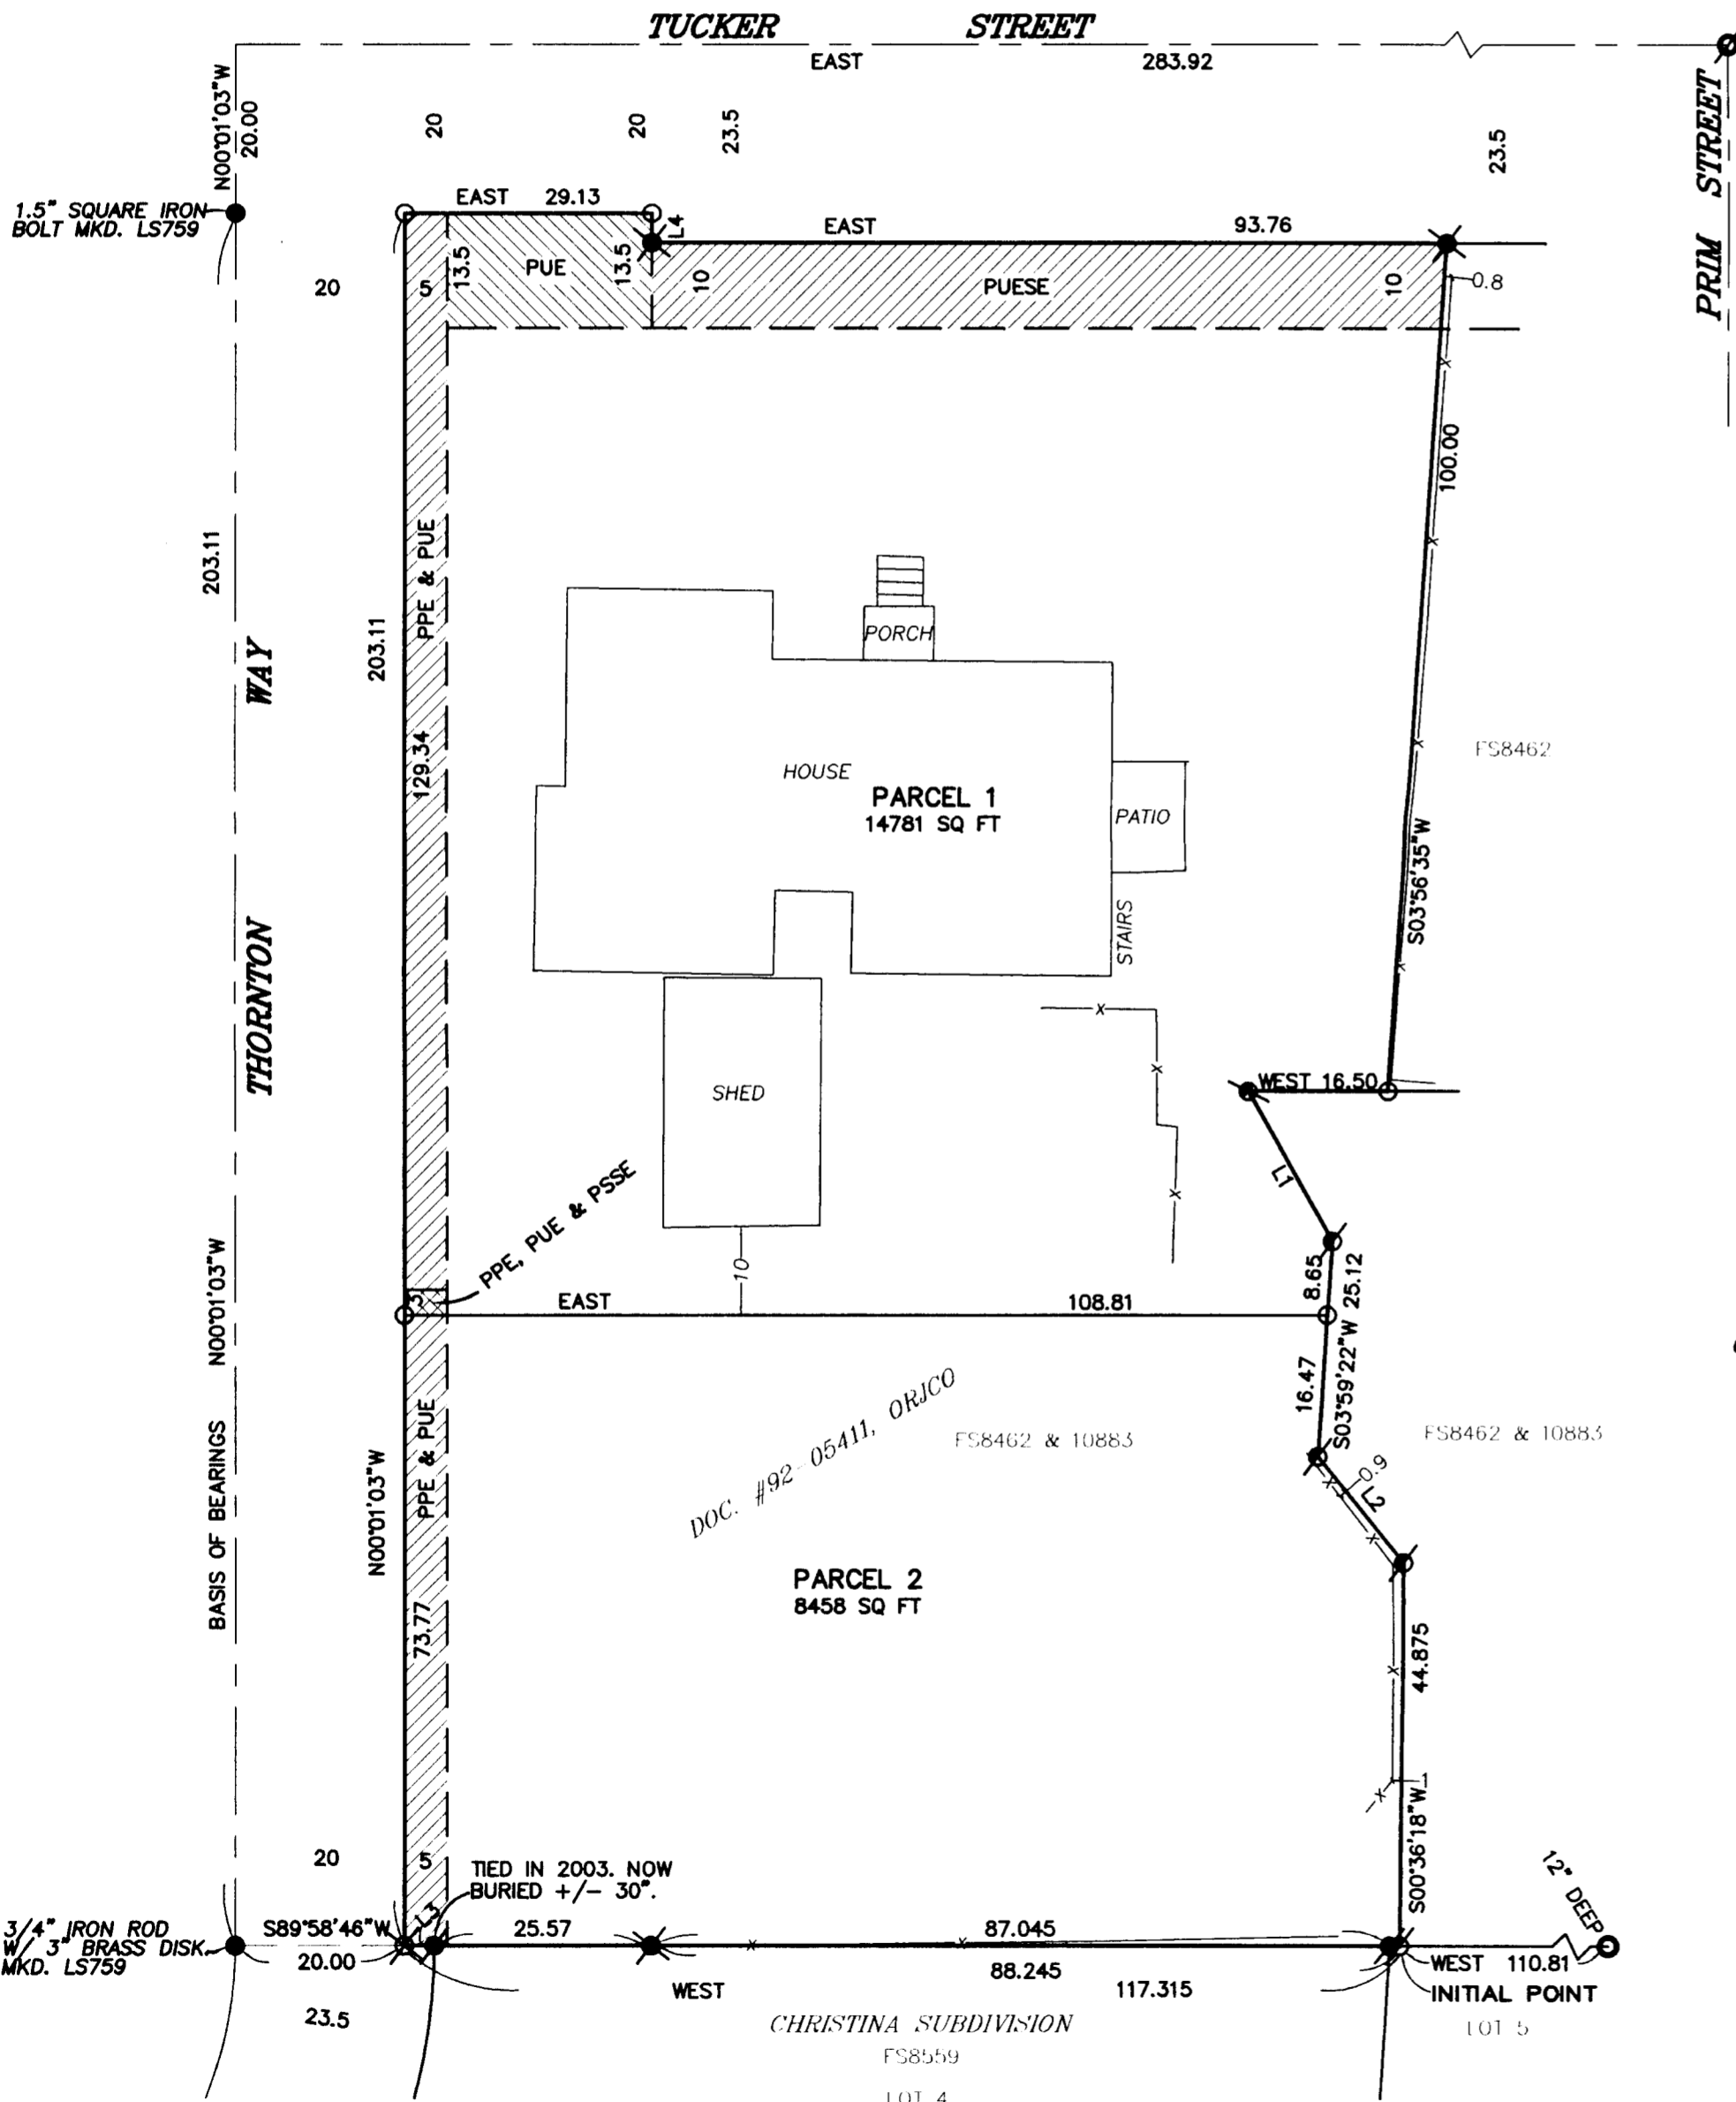 TUCKER STREET
EAST 283.92
PRIM STREET
N00°01'03"W
20.00
20
20
23.5
23.5
1.5" SQUARE IRON
BOLT MKD. LS759
EAST 29.13
L4
EAST 93.76
20
5
13.5
PUE
13.5
10
PUESE
10
0.8
100.00
203.11
WAY
203.11
PPE & PUE
129.34
PORCH
HOUSE
PARCEL 1
14781 SQ FT
PATIO
STAIRS
FS8462
S03°56'35"W
THORNTON
SHED
WEST 16.50
L1
PPE, PUE & PSSE
10
3
EAST 108.81
8.65
25.12
S03°59'22"W
16.47
BASIS OF BEARINGS N00°01'03"W
N00°01'03"W
PPE & PUE
73.77
DOC. #92-05411, ORJCO
FS8462 & 10883
FS8462 & 10883
0.9
L2
PARCEL 2
8458 SQ FT
44.875
1
S00°36'18"W
20
5
TIED IN 2003. NOW
BURIED +/- 30".
12" DEEP
3/4" IRON ROD
W/ 3" BRASS DISK
MKD. LS759
S89°58'46"W
20.00
L3
25.57
87.045
88.245
WEST 117.315
WEST 110.81
INITIAL POINT
LOT 5
23.5
CHRISTINA SUBDIVISION
FS8559
LOT 4